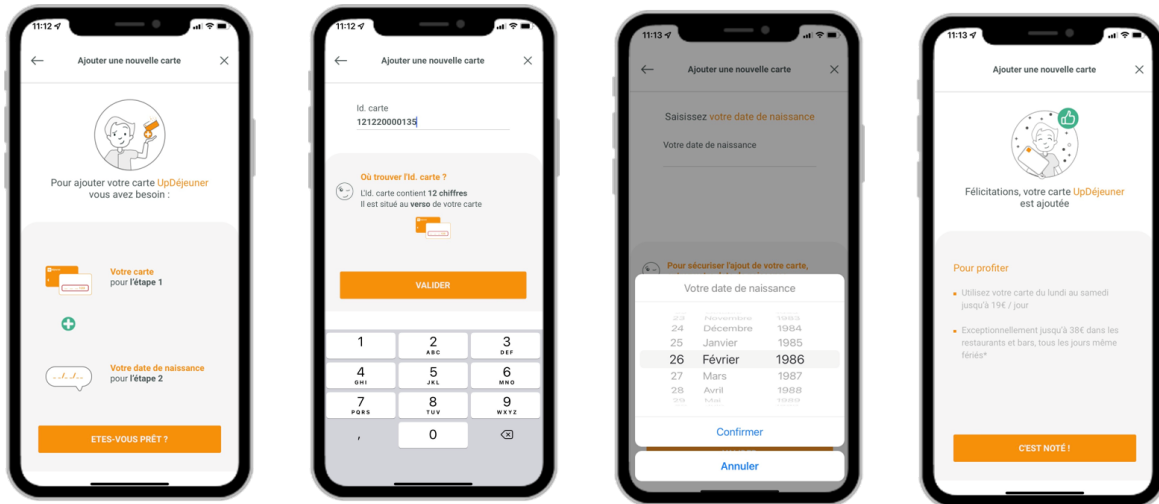 11:12
Ajouter une nouvelle carte
Pour ajouter votre carte UpDéjeuner
vous avez besoin :
Votre carte
pour l'étape 1
Votre date de naissance
pour l'étape 2
ETES-VOUS PRÊT ?
11:12
Ajouter une nouvelle carte
Id. carte
121220000135
Où trouver l'Id. carte ?
L'Id. carte contient 12 chiffres
Il est situé au verso de votre carte
VALIDER
1 2 3
ABC DEF
4 5 6
GHI JKL MNO
7 8 9
PQRS TUV WXYZ
, 0
11:13
Ajouter une nouvelle carte
Saisissez votre date de naissance
Votre date de naissance
Pour sécuriser l'ajout de votre carte,
Votre date de naissance
23 Novembre 1983
24 Décembre 1984
25 Janvier 1985
26 Février 1986
27 Mars 1987
28 Avril 1988
29 Mai 1989
Confirmer
Annuler
11:13
Ajouter une nouvelle carte
Félicitations, votre carte UpDéjeuner
est ajoutée
Pour profiter
Utilisez votre carte du lundi au samedi
jusqu'à 19€ / jour
Exceptionnellement jusqu'à 38€ dans les
restaurants et bars, tous les jours même
fériés*
C'EST NOTÉ !